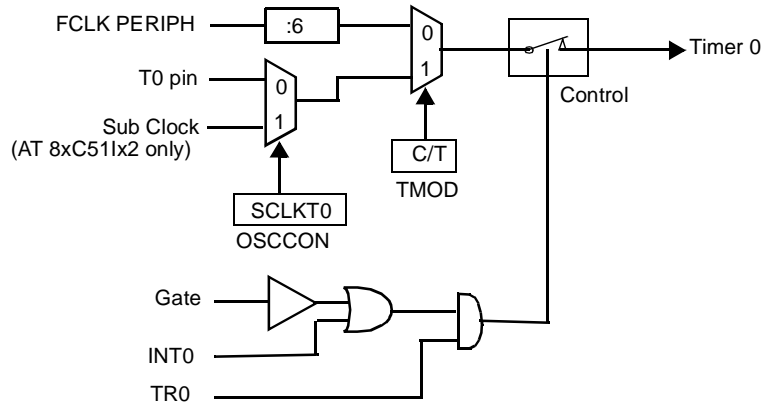 FCLK PERIPH
:6
0
1
Timer 0
T0 pin
0
1
Sub Clock
(AT 8xC51Ix2 only)
Control
C/T
TMOD
SCLKT0
OSCCON
Gate
INT0
TR0